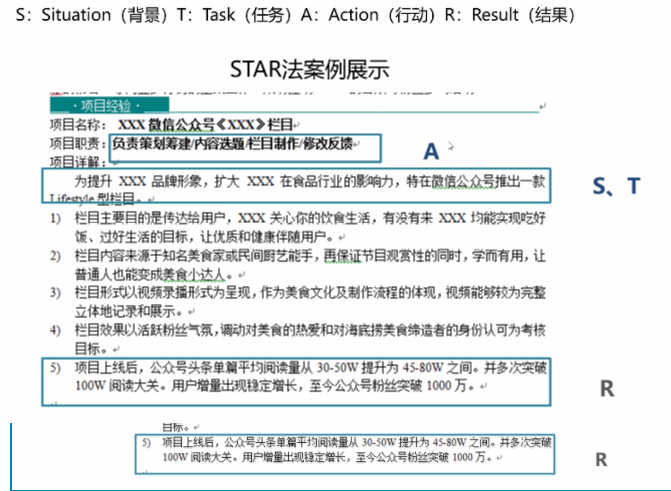 S：Situation（背景）T：Task（任务）A：Action（行动）R：Result（结果）
STAR法案例展示
·项目经验·
项目名称： XXX 微信公众号《XXX》栏目
项目职责：负责策划筹建/内容选题/栏目制作/修改反馈
A
项目详解：
为提升 XXX 品牌形象，扩大 XXX 在食品行业的影响力，特在微信公众号推出一款
Lifestyle 型栏目。
S、T
1) 栏目主要目的是传达给用户，XXX 关心你的饮食生活，有没有来 XXX 均能实现吃好
饭、过好生活的目标，让优质和健康伴随用户。
2) 栏目内容来源于知名美食家或民间厨艺能手，再保证节目观赏性的同时，学而有用，让
普通人也能变成美食小达人。
3) 栏目形式以视频录播形式为呈现，作为美食文化及制作流程的体现，视频能够较为完整
立体地记录和展示。
4) 栏目效果以活跃粉丝气氛，调动对美食的热爱和对海底捞美食缔造者的身份认可为考核
目标。
5) 项目上线后，公众号头条单篇平均阅读量从 30-50W 提升为 45-80W 之间。并多次突破
100W 阅读大关。用户增量出现稳定增长，至今公众号粉丝突破 1000 万。
R
目标。
5) 项目上线后，公众号头条单篇平均阅读量从 30-50W 提升为 45-80W 之间。并多次突破
100W 阅读大关。用户增量出现稳定增长，至今公众号粉丝突破 1000 万。
R